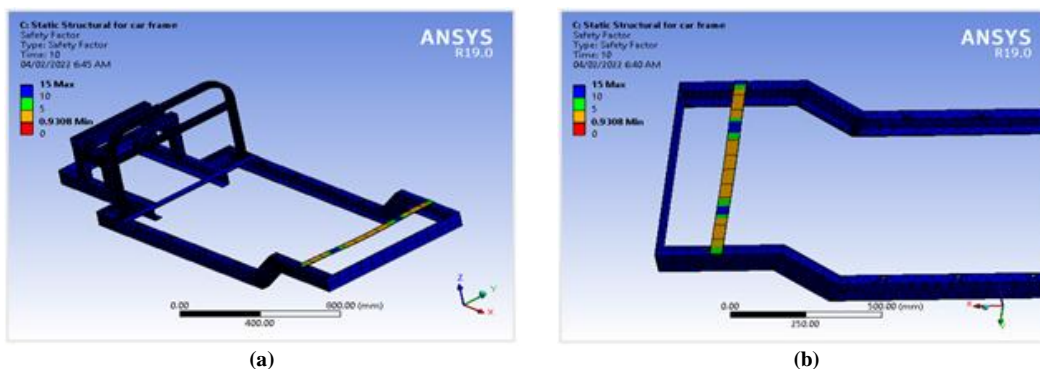 C: Static Structural for car frame
Safety Factor
Type: Safety Factor
Time: 10
04/02/2022 6:45 AM
15 Max
10
5
0.9308 Min
0
ANSYS
R19.0
0.00
800.00 (mm)
400.00
Z
Y
X
(a)
C: Static Structural for car frame
Safety Factor
Type: Safety Factor
Time: 10
04/02/2022 6:40 AM
15 Max
10
5
0.9308 Min
0
ANSYS
R19.0
0.00
500.00 (mm)
250.00
X
(b)